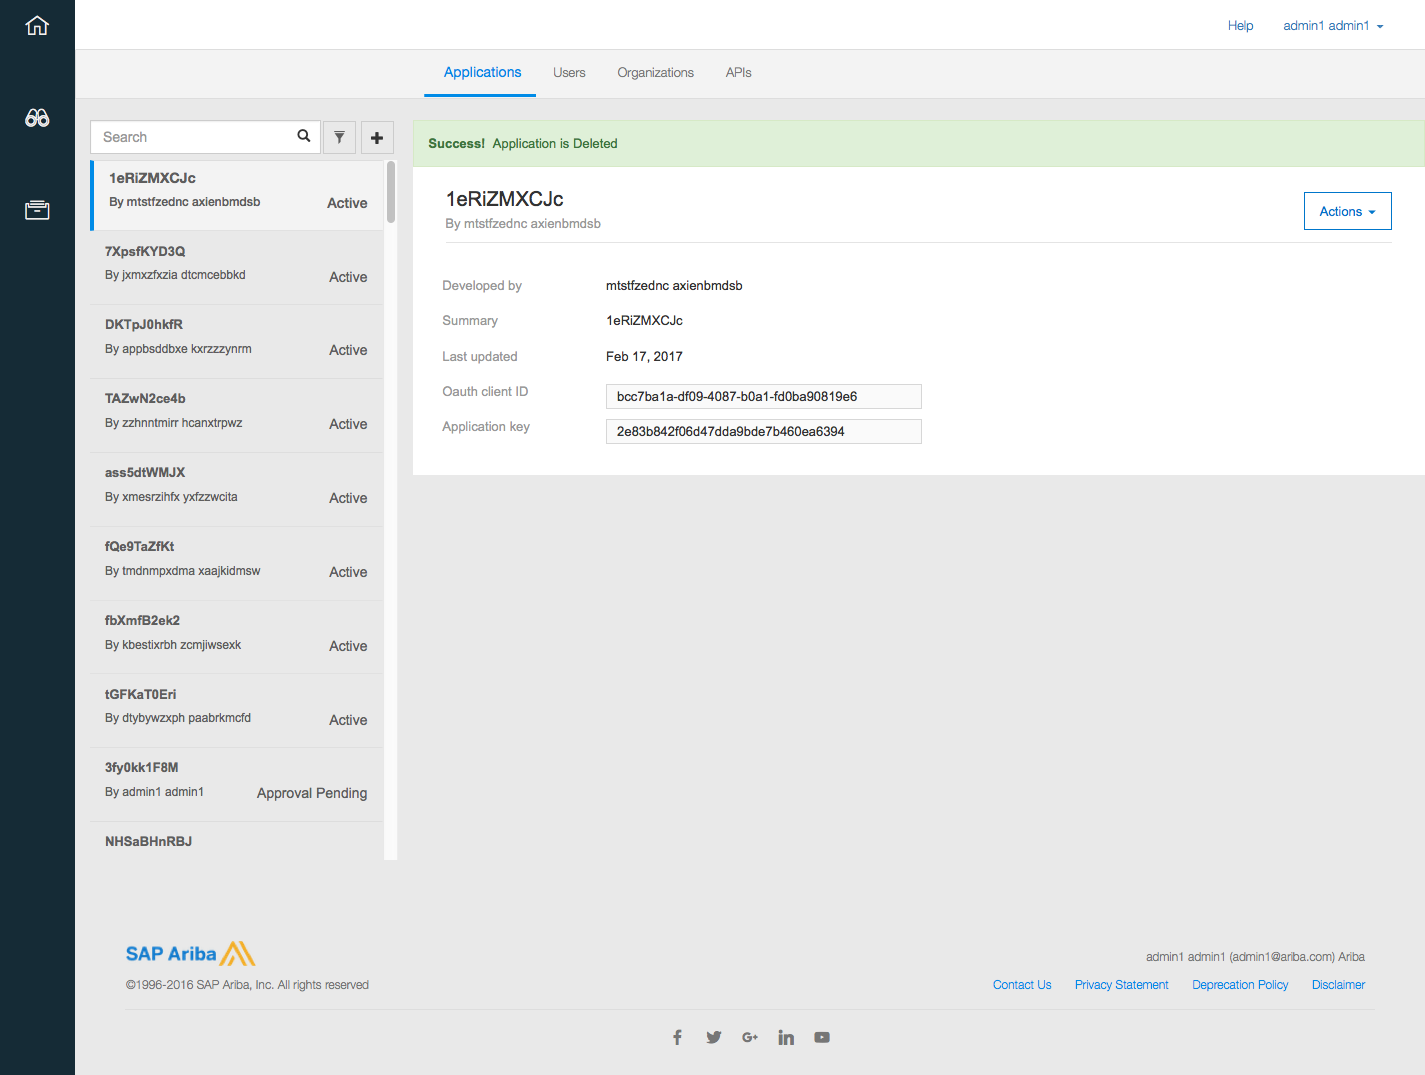 Help admin1 admin1
Applications Users Organizations APIs
Search
1eRiZMXCJc
By mtstfzednc axienbmdsb Active
7XpsfKYD3Q
By jxmxzfxzia dtcmcebbkd Active
DKTpJ0hkfR
By appbsddbxe kxrzzzynrm Active
TAZwN2ce4b
By zzhnntmirr hcanxtrpwz Active
ass5dtWMJX
By xmesrzihfx yxfzzwcita Active
fQe9TaZfKt
By tmdnmpxdma xaajkidmsw Active
fbXmfB2ek2
By kbestixrbh zcmjiwsexk Active
tGFKaT0Eri
By dtybywzxph paabrkmcfd Active
3fy0kk1F8M
By admin1 admin1 Approval Pending
NHSaBHnRBJ
Success! Application is Deleted
1eRiZMXCJc
By mtstfzednc axienbmdsb
Actions
Developed by mtstfzednc axienbmdsb
Summary 1eRiZMXCJc
Last updated Feb 17, 2017
Oauth client ID bcc7ba1a-df09-4087-b0a1-fd0ba90819e6
Application key 2e83b842f06d47dda9bde7b460ea6394
SAP Ariba
©1996-2016 SAP Ariba, Inc. All rights reserved
admin1 admin1 (admin1@ariba.com) Ariba
Contact Us Privacy Statement Deprecation Policy Disclaimer